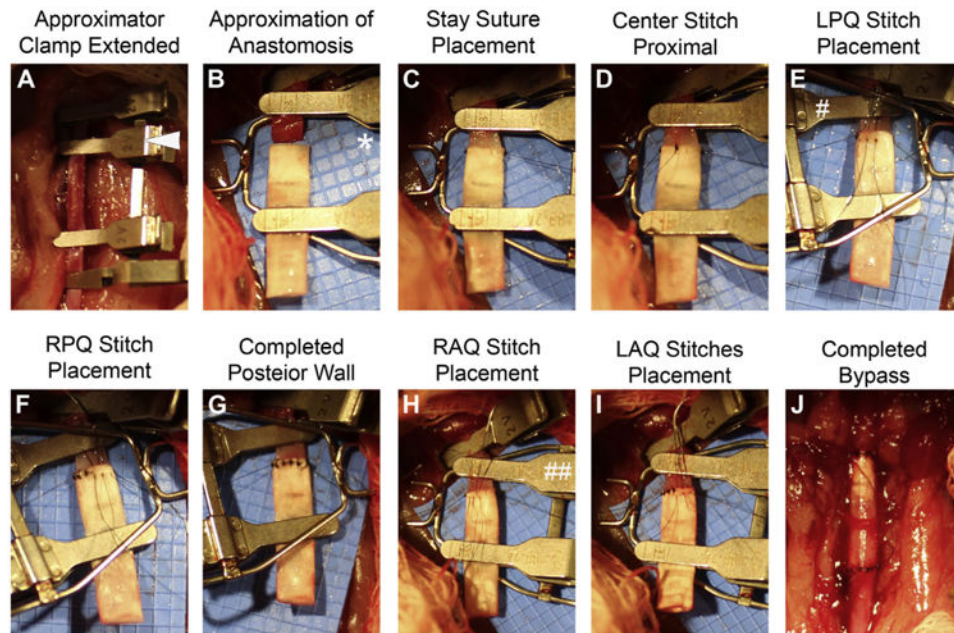 Approximator
Clamp Extended
Approximation of
Anastomosis
Stay Suture
Placement
Center Stitch
Proximal
LPQ Stitch
Placement
A
B
C
D
E
*
#
RPQ Stitch
Placement
Completed
Posteior Wall
RAQ Stitch
Placement
LAQ Stitches
Placement
Completed
Bypass
F
G
H
I
J
##